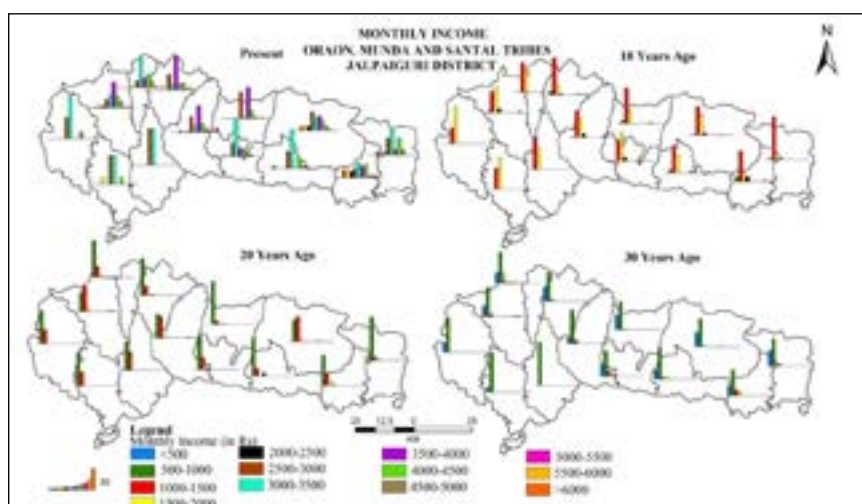 MONTHLY INCOME
ORAON, MUNDA AND SANTAL TRIBES
JALPAIGURI DISTRICT
N
Present
10 Years Ago
20 Years Ago
30 Years Ago
Legend
Monthly Income (in Rs)
<500
500-1000
1000-1500
1500-2000
2000-2500
2500-3000
3000-3500
3500-4000
4000-4500
4500-5000
5000-5500
5500-6000
>6000